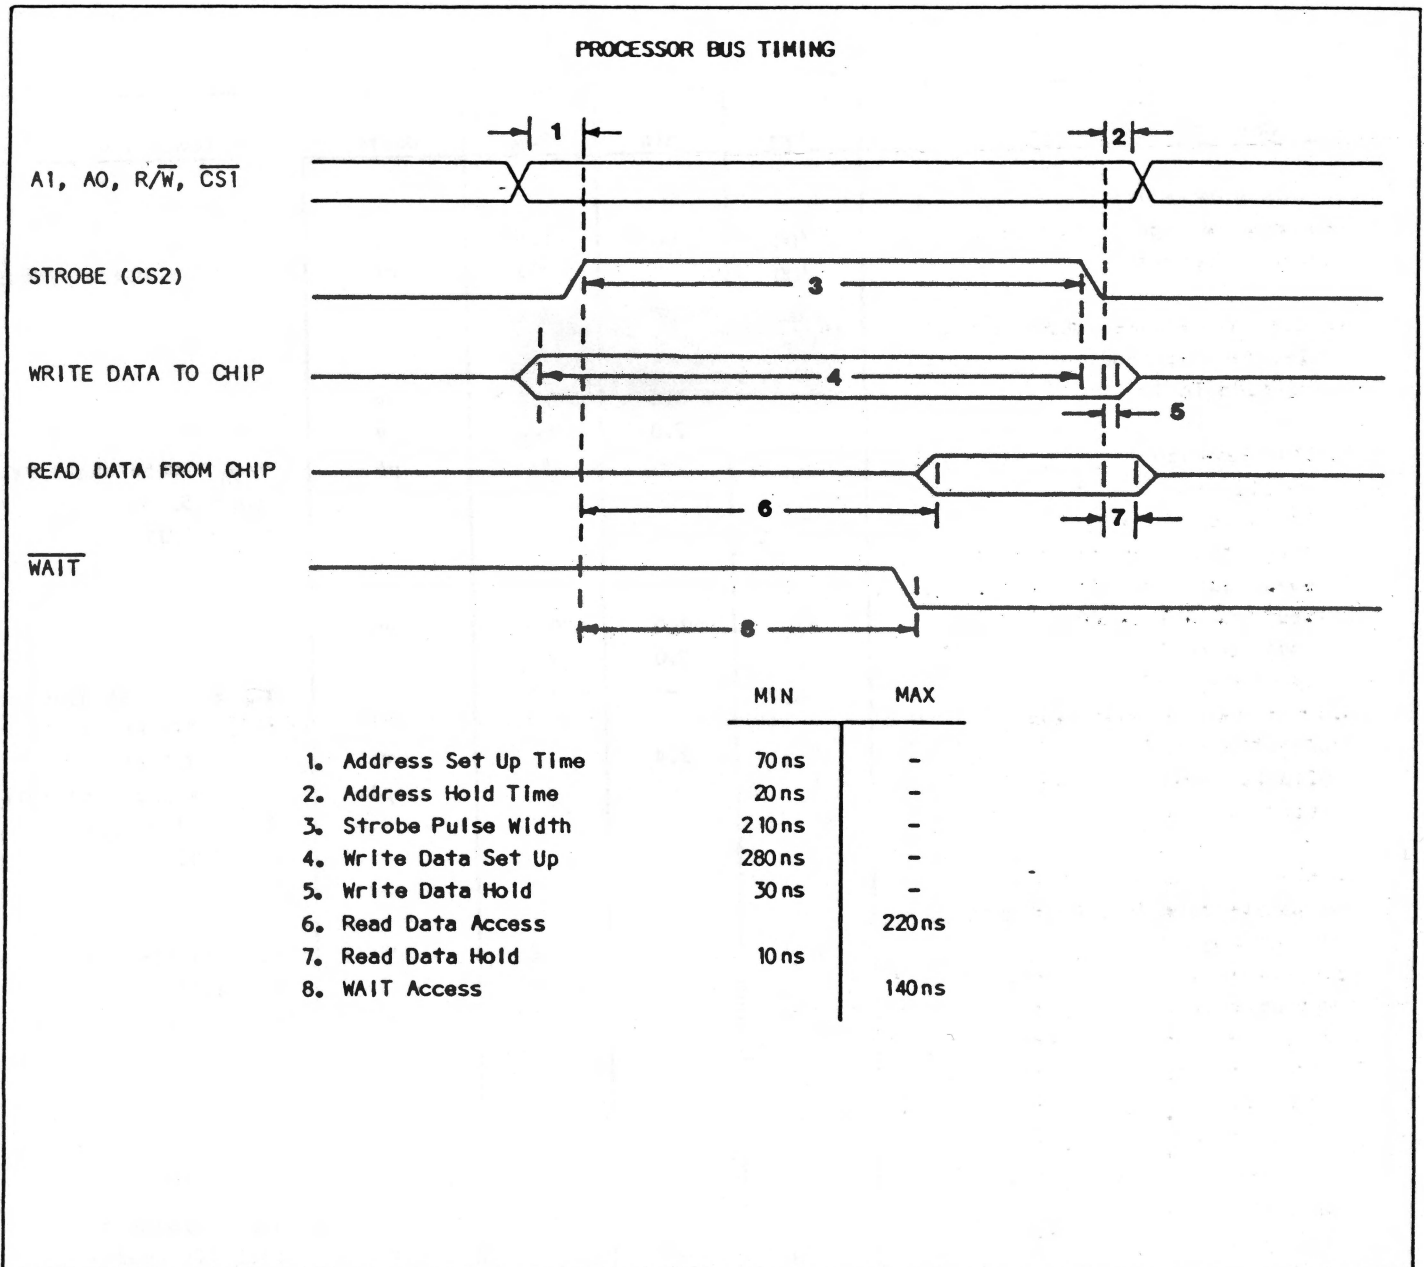 PROCESSOR BUS TIMING
1
2
A1, A0, R/W̅, C̅S̅1̅
STROBE (CS2)
3
WRITE DATA TO CHIP
4
5
READ DATA FROM CHIP
6
7
W̅A̅I̅T̅
8
MIN MAX
1. Address Set Up Time 70ns -
2. Address Hold Time 20ns -
3. Strobe Pulse Width 210ns -
4. Write Data Set Up 280ns -
5. Write Data Hold 30ns -
6. Read Data Access 220ns
7. Read Data Hold 10ns
8. WAIT Access 140ns